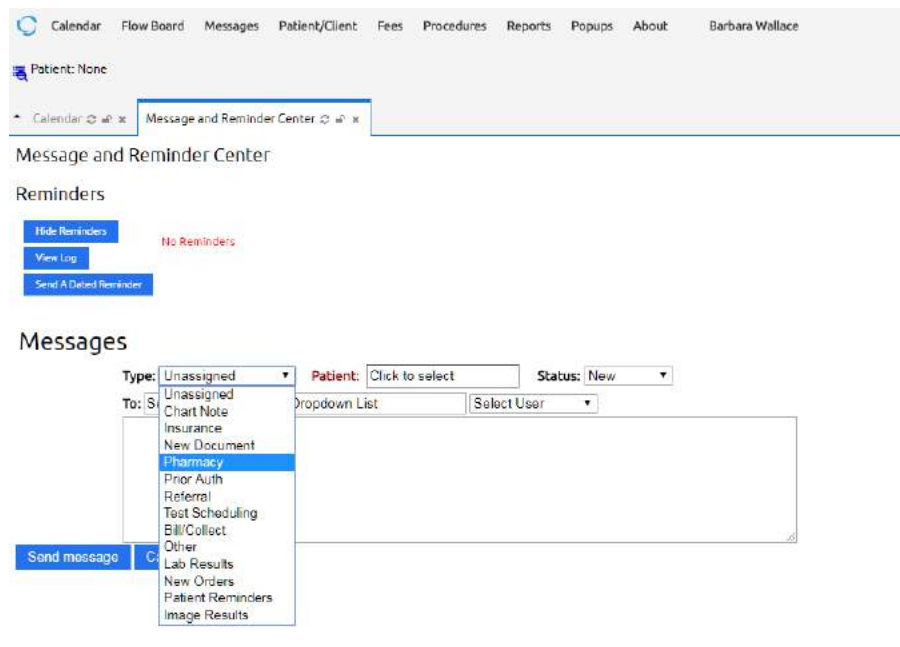 Calendar Flow Board Messages Patient/Client Fees Procedures Reports Popups About Barbara Wallace
Patient: None
Calendar Message and Reminder Center
Message and Reminder Center
Reminders
Hide Reminders
No Reminders
View Log
Send A Dated Reminder
Messages
Type: Unassigned Patient: Click to select Status: New
To: Dropdown List Select User
Unassigned
Chart Note
Insurance
New Document
Pharmacy
Prior Auth
Referral
Test Scheduling
Bill/Collect
Other
Lab Results
New Orders
Patient Reminders
Image Results
Send message